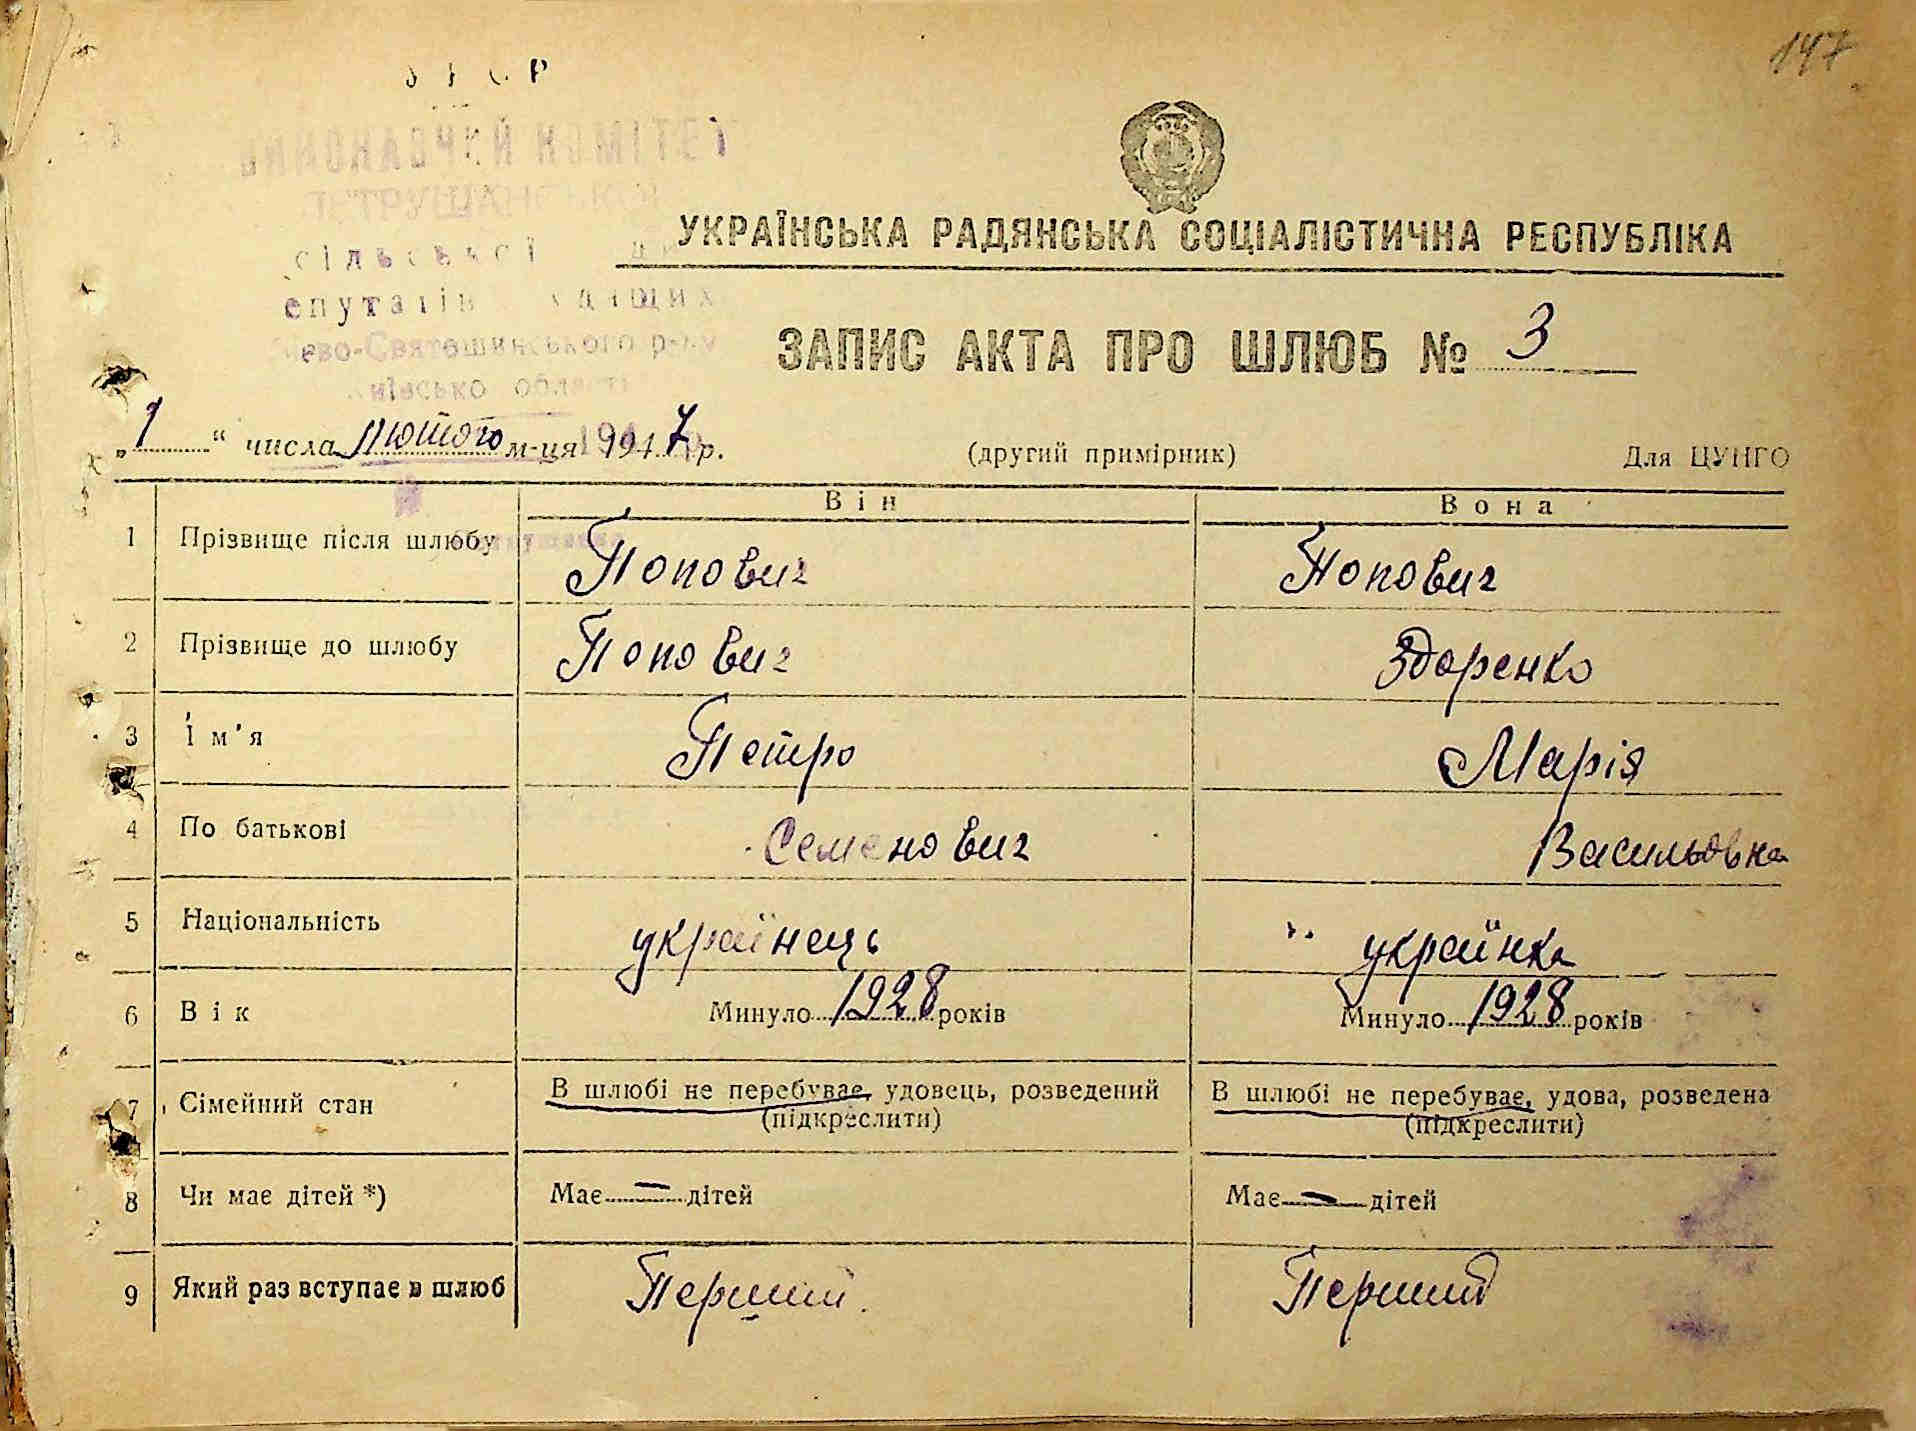 147
УРСР
ВИКОНАВЧИЙ КОМІТЕТ
ПЕТРУШАНСЬКОЇ
сільської
епутатів
Святошинського р-ну
області
УКРАЇНСЬКА РАДЯНСЬКА СОЦІАЛІСТИЧНА РЕСПУБЛІКА
ЗАПИС АКТА ПРО ШЛЮБ № 3
„1" числа лютого м-ця 1947 р. (другий примірник) Для ЦУНГО
Він Вона
1 Прізвище після шлюбу Попович Попович
2 Прізвище до шлюбу Попович Здоренко
3 Ім'я Петро Марія
4 По батькові Семенович Васильовна
5 Національність українець українка
6 Вік Минуло 1928 років Минуло 1928 років
7 Сімейний стан В шлюбі не перебуває, удовець, розведений В шлюбі не перебуває, удова, розведена
(підкреслити) (підкреслити)
8 Чи має дітей *) Має — дітей Має — дітей
9 Який раз вступає в шлюб Перший Перший